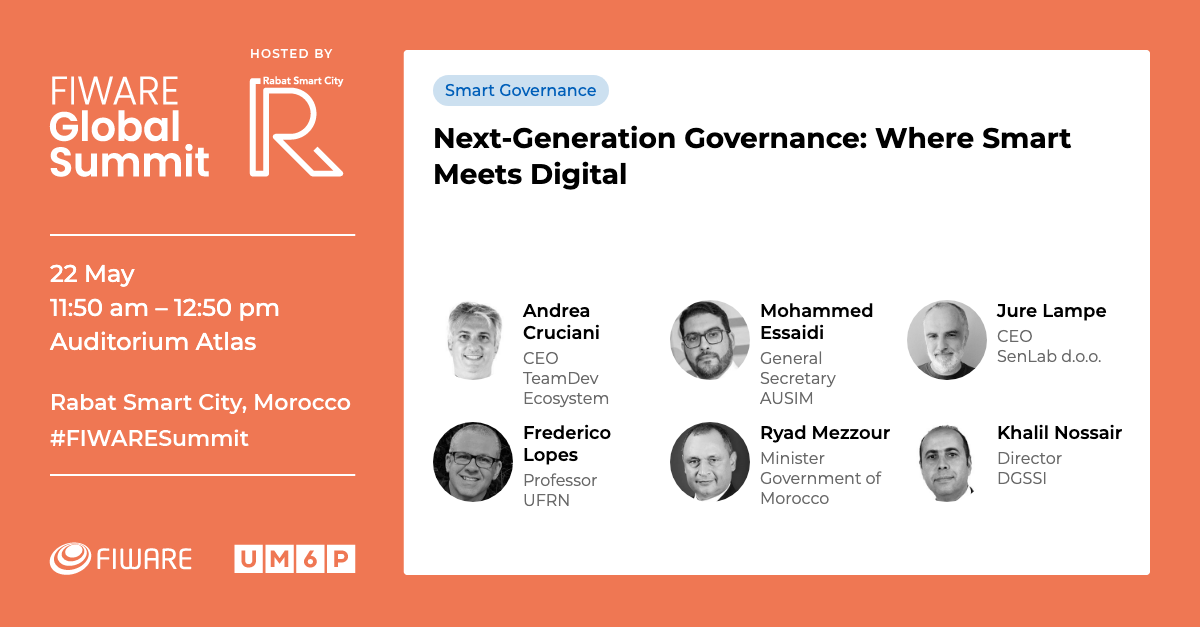 HOSTED BY
Rabat Smart City
R
FIWARE
Global
Summit
22 May
11:50 am – 12:50 pm
Auditorium Atlas
Rabat Smart City, Morocco
#FIWARESummit
FIWARE
UM6P
Smart Governance
Next-Generation Governance: Where Smart
Meets Digital
Andrea
Cruciani
CEO
TeamDev
Ecosystem
Mohammed
Essaidi
General
Secretary
AUSIM
Jure Lampe
CEO
SenLab d.o.o.
Frederico
Lopes
Professor
UFRN
Ryad Mezzour
Minister
Government of
Morocco
Khalil Nossair
Director
DGSSI